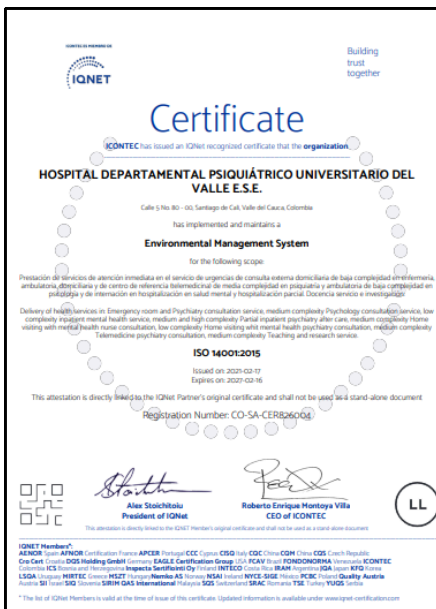 ICONTEC IS MEMBER OF
IQNET
Building
trust
together
Certificate
ICONTEC has issued an IQNet recognized certificate that the organization
HOSPITAL DEPARTAMENTAL PSIQUIÁTRICO UNIVERSITARIO DEL
VALLE E.S.E.
Calle 5 No. 80 - 00, Santiago de Cali, Valle del Cauca, Colombia
has implemented and maintains a
Environmental Management System
for the following scope:
Prestación de servicios de atención inmediata en el servicio de urgencias de consulta externa domiciliaria de baja complejidad en enfermería,
ambulatoria, domiciliaria y de centro de referencia (telemedicina) de media complejidad en psiquiatría y ambulatoria de baja complejidad en
psicología y de internación en hospitalización en salud mental y hospitalización parcial. Docencia servicio e investigación.
Delivery of health services in: Emergency room and Psychiatry consultation service, medium complexity Psychology consultation service, low
complexity inpatient mental health service, medium and high complexity Partial inpatient psychiatry after care, medium complexity Home
visiting with mental health nurse consultation, low complexity Home visiting whit mental health psychiatry consultation, medium complexity
Telemedicine psychiatry consultation, medium complexity Teaching and research service.
ISO 14001:2015
Issued on: 2021-02-17
Expires on: 2027-02-16
This attestation is directly linked to the IQNet Partner's original certificate and shall not be used as a stand-alone document
Registration Number: CO-SA-CER826004
Alex Stoichitoiu
President of IQNet
Roberto Enrique Montoya Villa
CEO of ICONTEC
LL
This attestation is directly linked to the IQNET Member's original certificate and shall not be used as a stand-alone document
IQNET Members*:
AENOR Spain AFNOR Certification France APCER Portugal CCC Cyprus CISQ Italy CQC China CQM China CQS Czech Republic
Cro Cert Croatia DQS Holding GmbH Germany EAGLE Certification Group USA FCAV Brazil FONDONORMA Venezuela ICONTEC
Colombia ICS Bosnia and Herzegovina Inspecta Sertifiointi Oy Finland INTECO Costa Rica IRAM Argentina JQA Japan KFQ Korea
LSQA Uruguay MIRTEC Greece MSZT Hungary Nemko AS Norway NSAI Ireland NYCE-SIGE México PCBC Poland Quality Austria
Austria SII Israel SIQ Slovenia SIRIM QAS International Malaysia SQS Switzerland SRAC Romania TSE Turkey YUQS Serbia
* The list of IQNET Members is valid at the time of issue of this certificate. Updated information is available under www.iqnet-certification.com